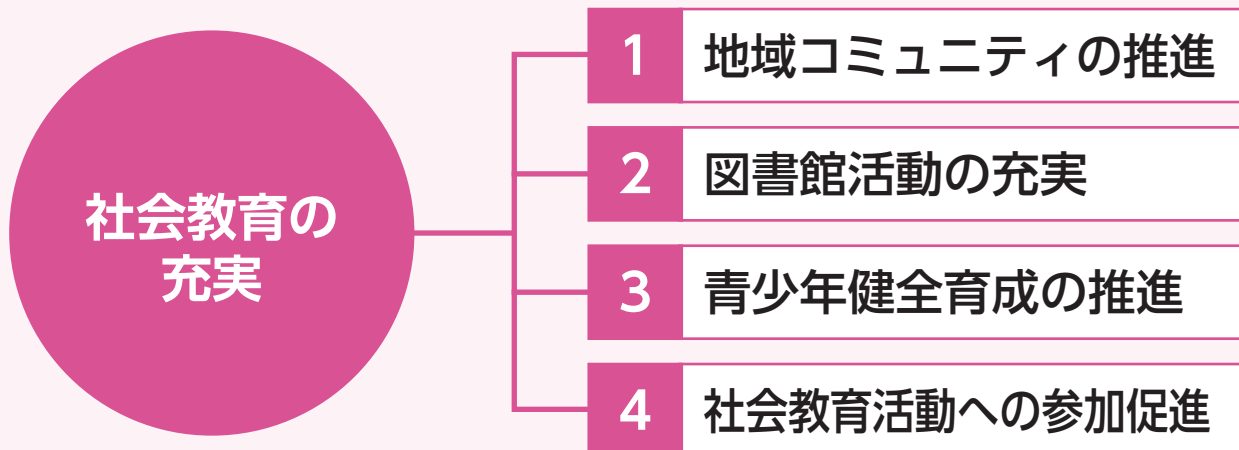 社会教育の
充実
1 地域コミュニティの推進
2 図書館活動の充実
3 青少年健全育成の推進
4 社会教育活動への参加促進